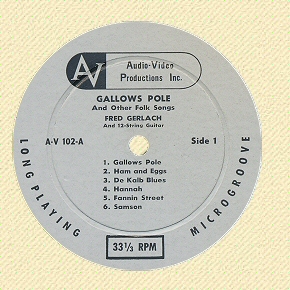 AV
Audio-Video
Productions Inc.
GALLOWS POLE
And Other Folk Songs
FRED GERLACH
And 12-String Guitar
A-V 102-A
Side 1
1. Gallows Pole
2. Ham and Eggs
3. De Kalb Blues
4. Hannah
5. Fannin Street
6. Samson
LONG PLAYING
MICROGROOVE
33 1/3 RPM